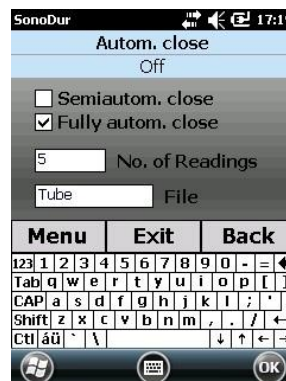 SonoDur 17:19
Autom. close
Off
Semiautom. close
Fully autom. close
5 No. of Readings
Tube File
Menu Exit Back
123 1 2 3 4 5 6 7 8 9 0 - =
Tab q w e r t y u i o p [ ]
CAP a s d f g h j k l ; '
Shift z x c v b n m , . /
Ctl áü ` \
OK